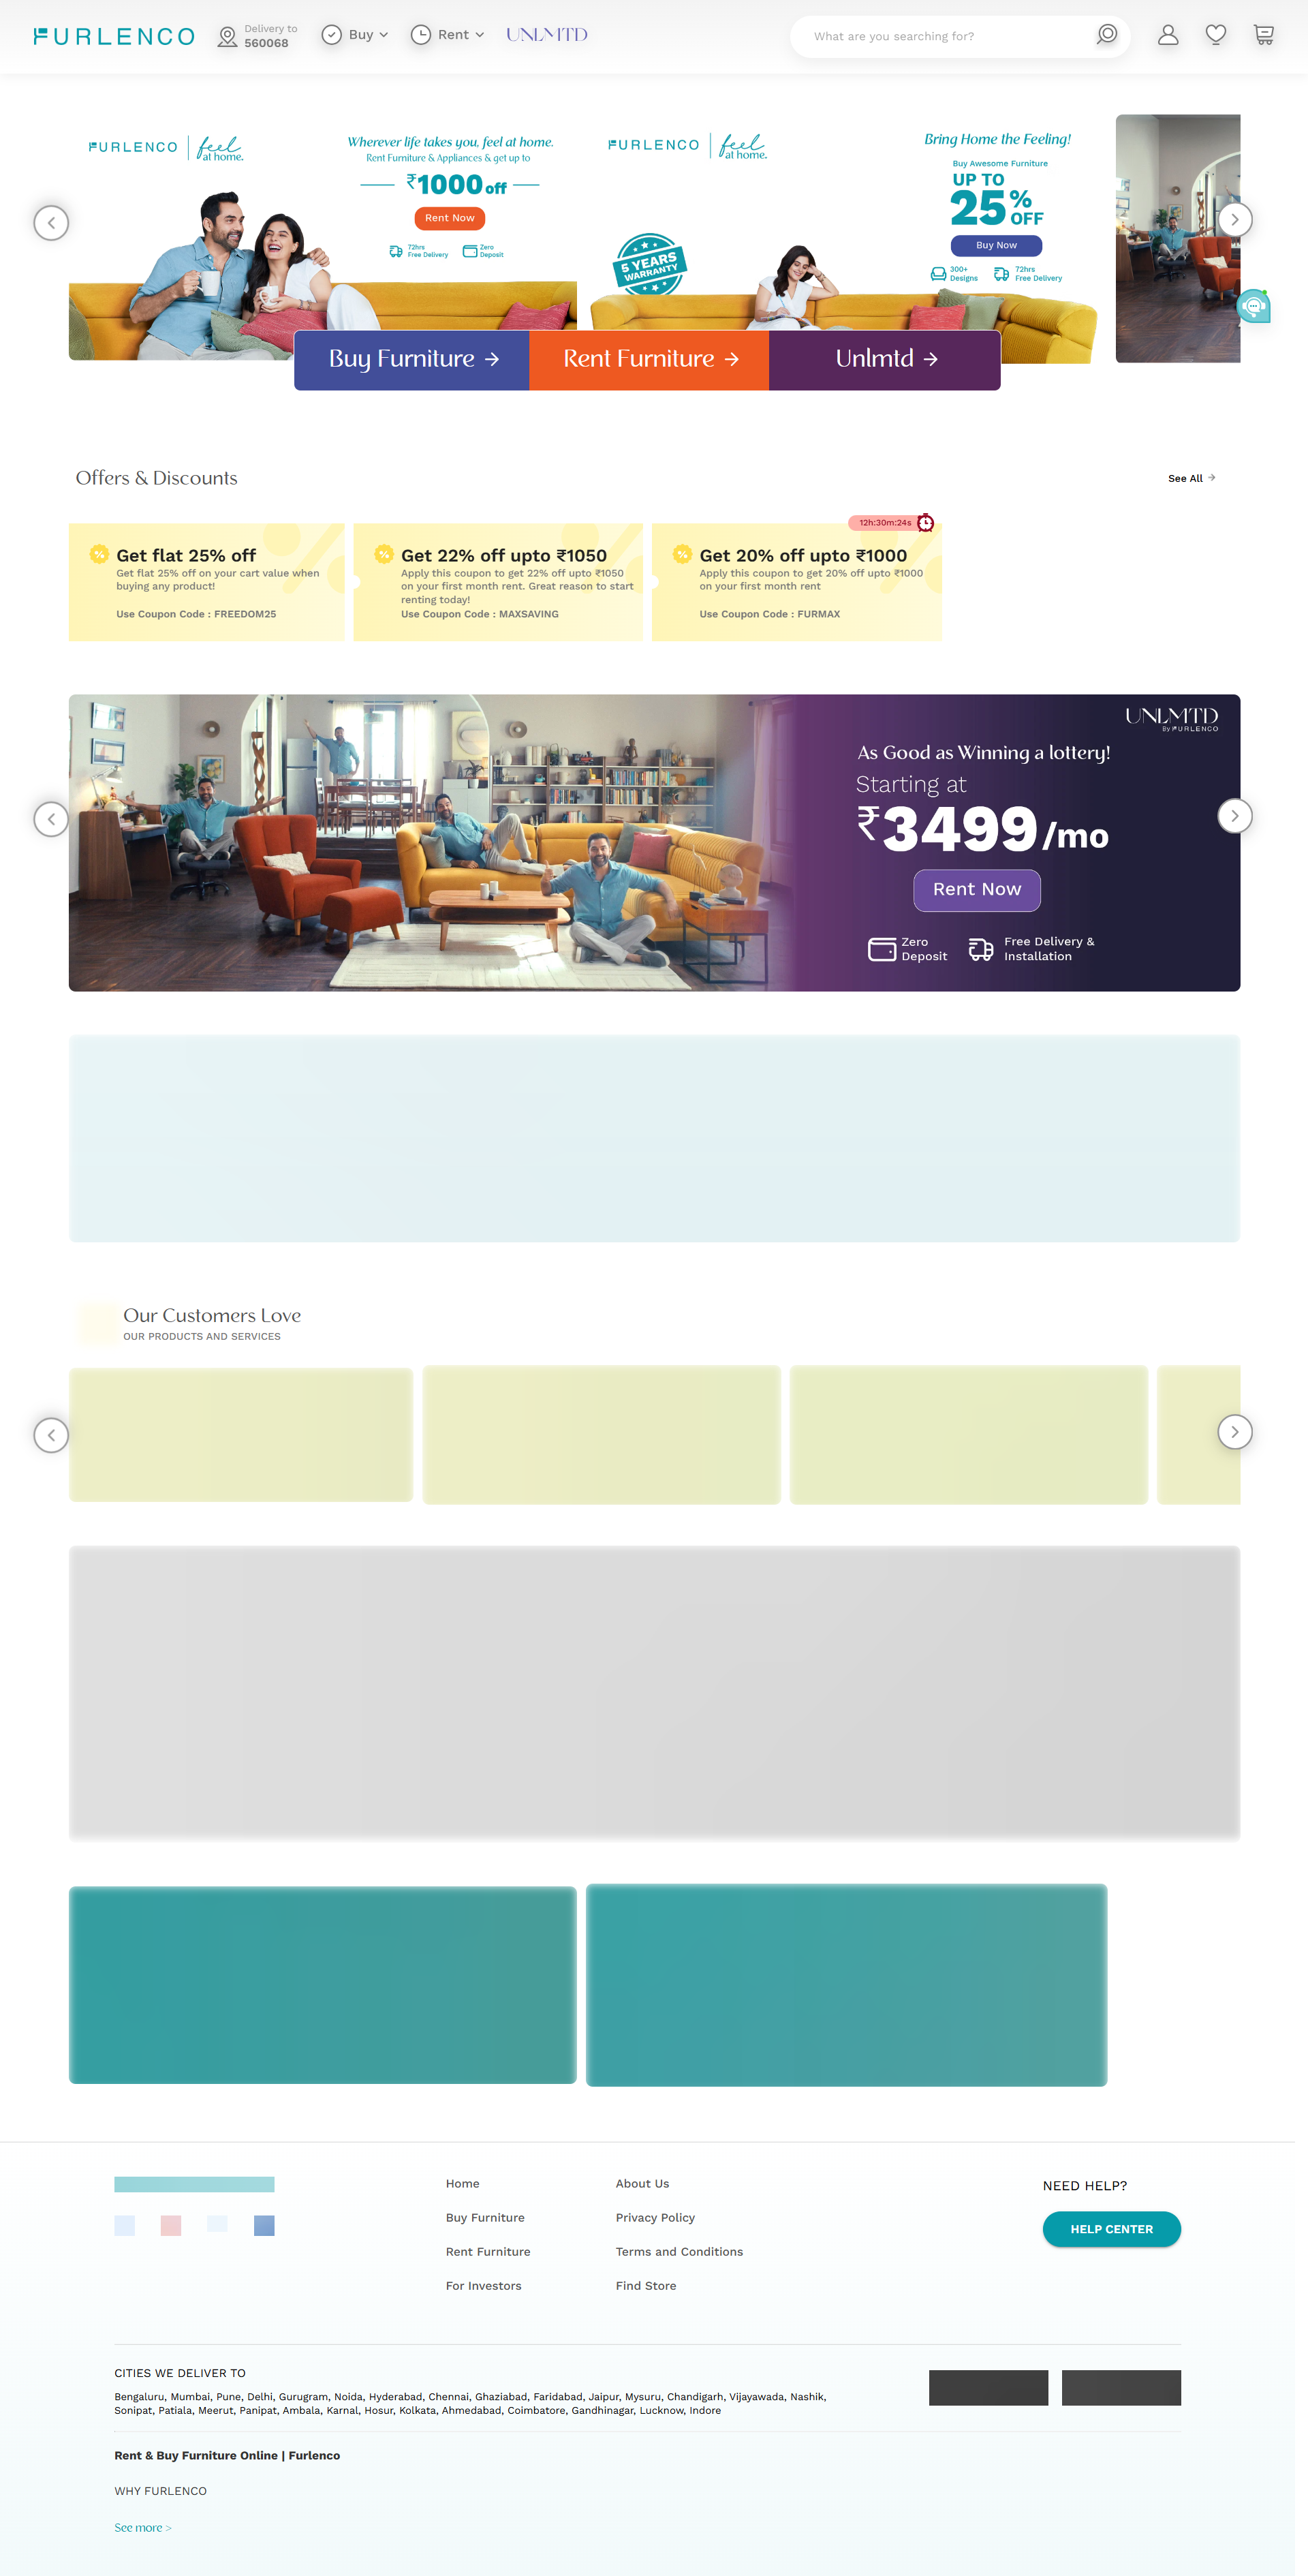 FURLENCO
Delivery to
560068
Buy
Rent
UNLMTD
What are you searching for?
FURLENCO feel at home.
Wherever life takes you, feel at home.
Rent Furniture & Appliances & get up to
₹1000 off
Rent Now
72hrs
Free Delivery
Zero
Deposit
FURLENCO feel at home.
5 YEARS
WARRANTY
Bring Home the Feeling!
Buy Awesome Furniture
UP TO
25% OFF
Buy Now
300+
Designs
72hrs
Free Delivery
Buy Furniture →
Rent Furniture →
Unlmtd →
Offers & Discounts
See All →
Get flat 25% off
Get flat 25% off on your cart value when
buying any product!
Use Coupon Code : FREEDOM25
Get 22% off upto ₹1050
Apply this coupon to get 22% off upto ₹1050
on your first month rent. Great reason to start
renting today!
Use Coupon Code : MAXSAVING
12h:30m:24s
Get 20% off upto ₹1000
Apply this coupon to get 20% off upto ₹1000
on your first month rent
Use Coupon Code : FURMAX
UNLMTD
By FURLENCO
As Good as Winning a lottery!
Starting at
₹3499/mo
Rent Now
Zero
Deposit
Free Delivery &
Installation
Our Customers Love
OUR PRODUCTS AND SERVICES
Home
Buy Furniture
Rent Furniture
For Investors
About Us
Privacy Policy
Terms and Conditions
Find Store
NEED HELP?
HELP CENTER
CITIES WE DELIVER TO
Bengaluru, Mumbai, Pune, Delhi, Gurugram, Noida, Hyderabad, Chennai, Ghaziabad, Faridabad, Jaipur, Mysuru, Chandigarh, Vijayawada, Nashik,
Sonipat, Patiala, Meerut, Panipat, Ambala, Karnal, Hosur, Kolkata, Ahmedabad, Coimbatore, Gandhinagar, Lucknow, Indore
Rent & Buy Furniture Online | Furlenco
WHY FURLENCO
See more >